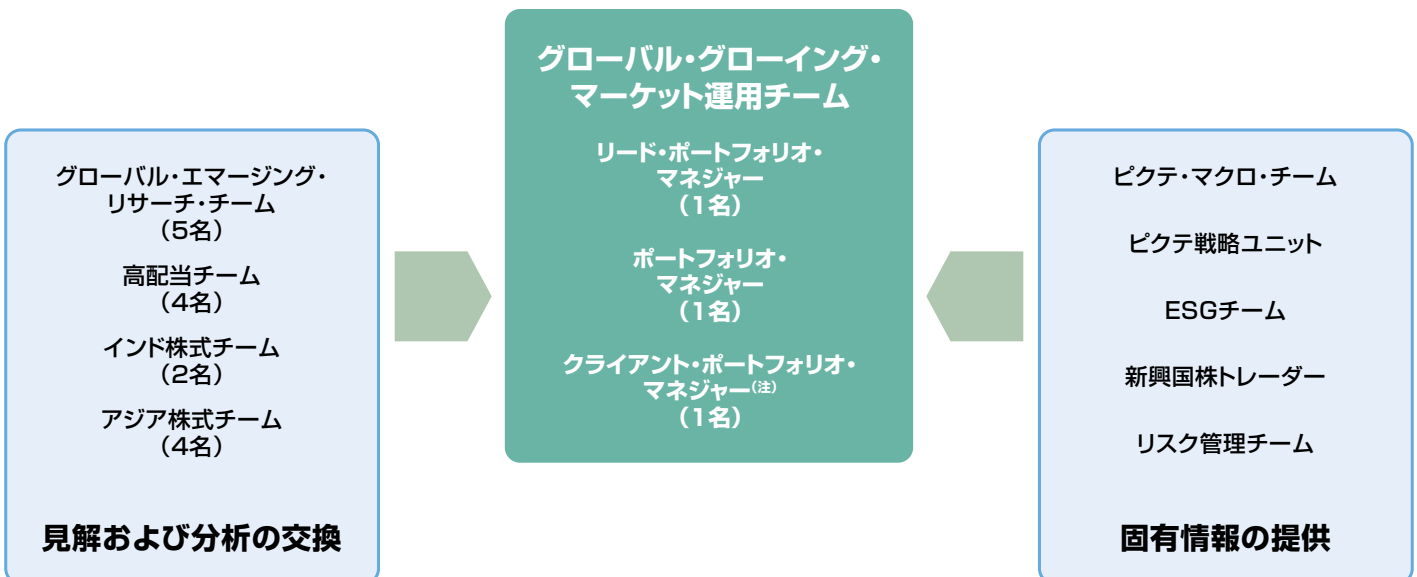 グローバル・エマージング・
リサーチ・チーム
（5名）
高配当チーム
（4名）
インド株式チーム
（2名）
アジア株式チーム
（4名）
見解および分析の交換
グローバル・グローイング・
マーケット運用チーム
リード・ポートフォリオ・
マネジャー
（1名）
ポートフォリオ・
マネジャー
（1名）
クライアント・ポートフォリオ・
マネジャー（注）
（1名）
ピクテ・マクロ・チーム
ピクテ戦略ユニット
ESGチーム
新興国株トレーダー
リスク管理チーム
固有情報の提供